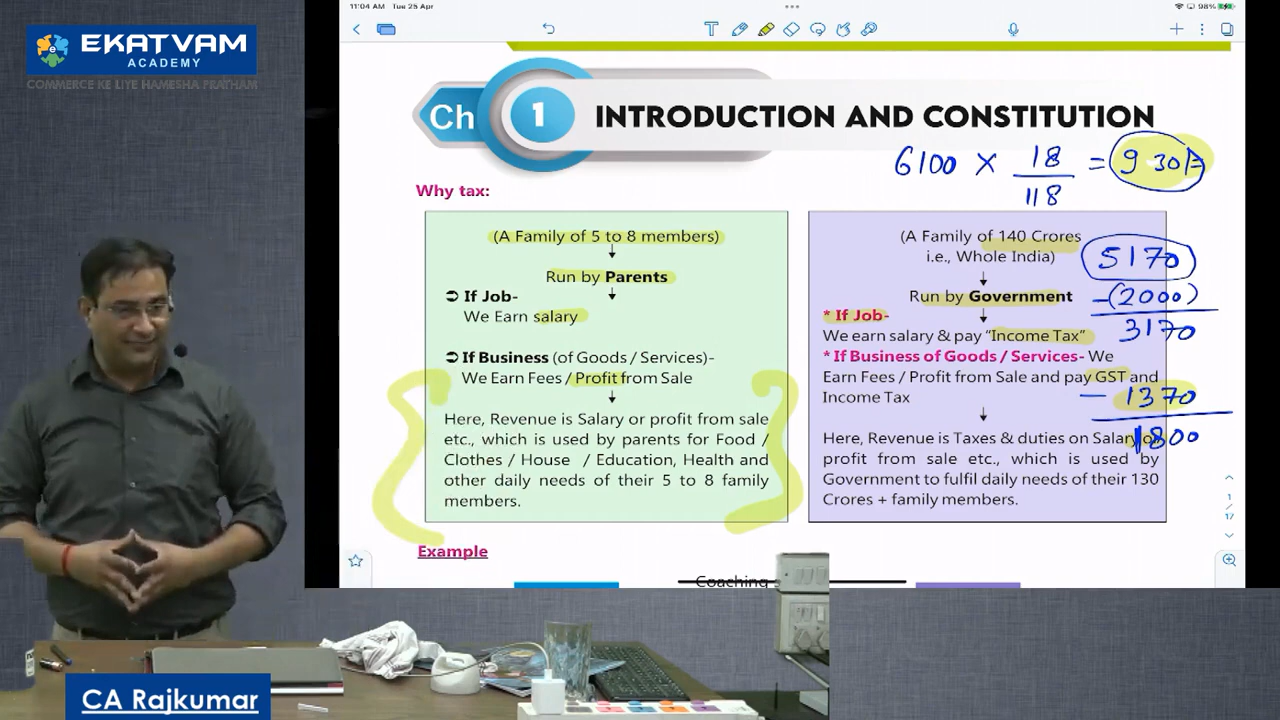 11:04 AM Tue 25 Apr
98%
EKATVAM
ACADEMY
COMMERCE KE LIYE HAMESHA PRATHAM
Ch 1 INTRODUCTION AND CONSTITUTION
6100 × 18/118 = 930/-
Why tax:
(A Family of 5 to 8 members)
Run by Parents
If Job-
We Earn salary
If Business (of Goods / Services)-
We Earn Fees / Profit from Sale
Here, Revenue is Salary or profit from sale
etc., which is used by parents for Food /
Clothes / House / Education, Health and
other daily needs of their 5 to 8 family
members.
(A Family of 140 Crores
i.e., Whole India)
Run by Government
* If Job-
We earn salary & pay “Income Tax”
* If Business of Goods / Services- We
Earn Fees / Profit from Sale and pay GST and
Income Tax
Here, Revenue is Taxes & duties on Salary or
profit from sale etc., which is used by
Government to fulfil daily needs of their 130
Crores + family members.
5170
-(2000)
3170
- 1370
1800
1
17
Example
Coaching
CA Rajkumar